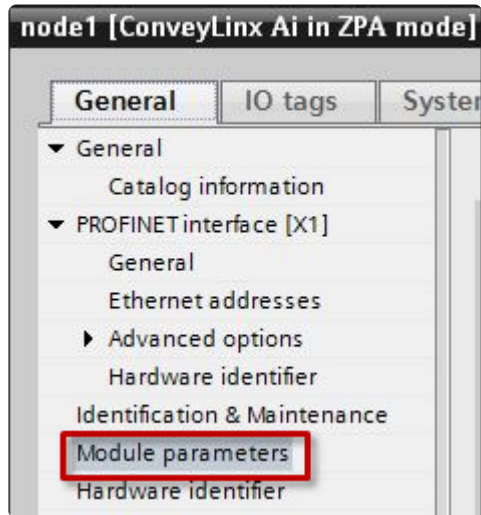 node1 [ConveyLinx Ai in ZPA mode]
General IO tags
General
Catalog information
PROFINET interface [X1]
General
Ethernet addresses
Advanced options
Hardware identifier
Identification & Maintenance
Module parameters
Hardware identifier